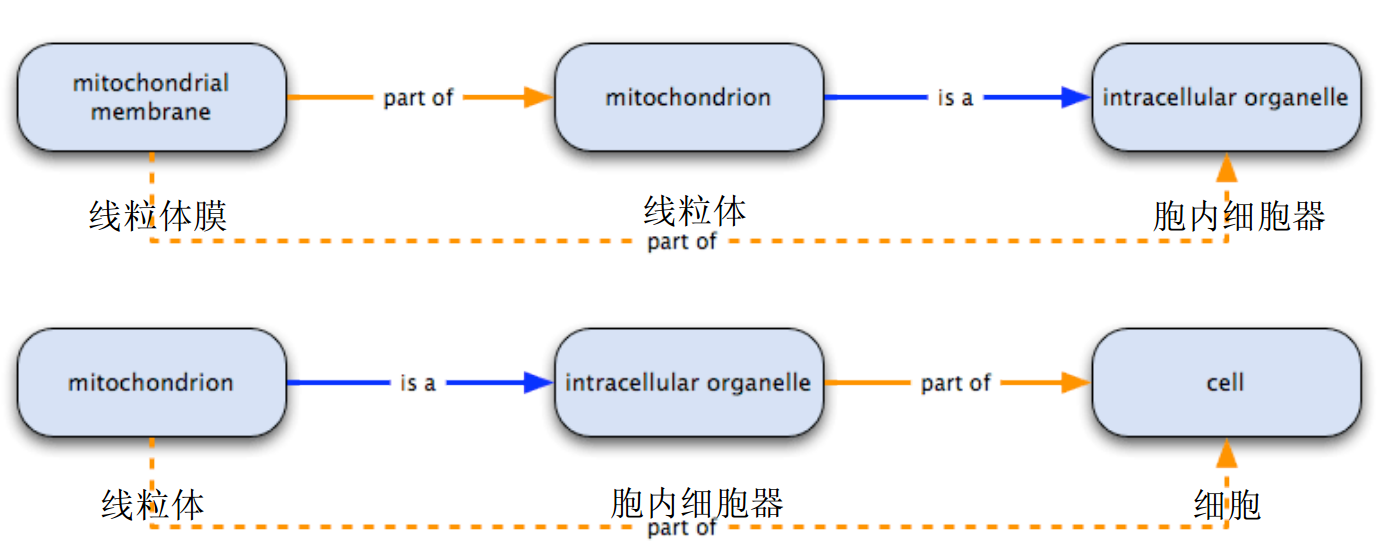 mitochondrial
membrane
part of
mitochondrion
is a
intracellular organelle
线粒体膜
线粒体
胞内细胞器
part of
mitochondrion
is a
intracellular organelle
part of
cell
线粒体
胞内细胞器
细胞
part of